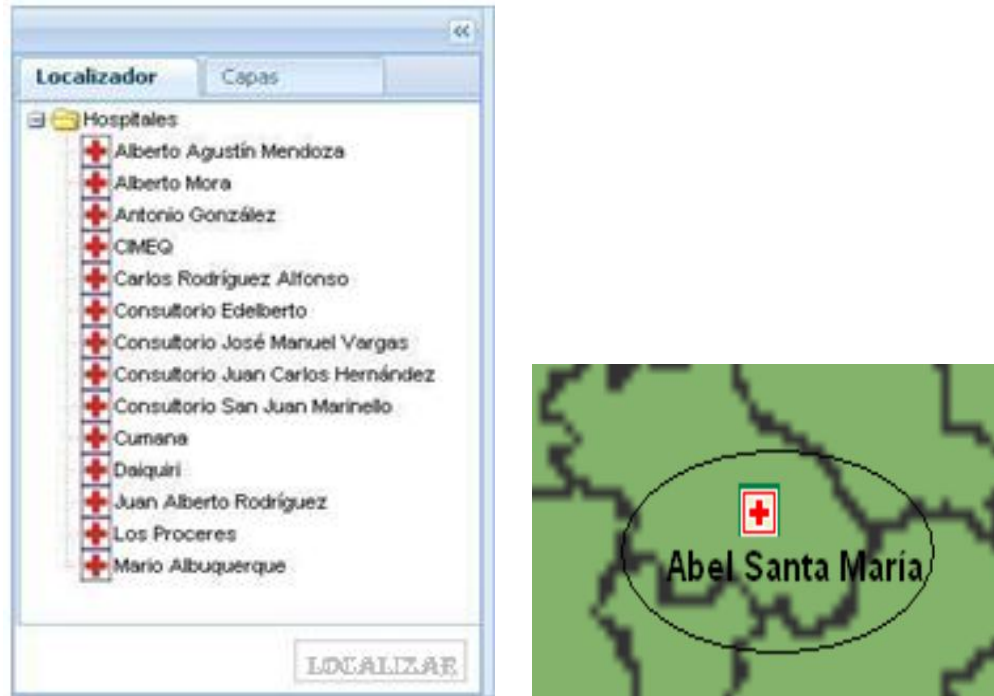 Localizador
Capas
Hospitales
Alberto Agustín Mendoza
Alberto Mora
Antonio González
CIMEQ
Carlos Rodríguez Alfonso
Consultorio Edelberto
Consultorio José Manuel Vargas
Consultorio Juan Carlos Hernández
Consultorio San Juan Marinello
Cumana
Daiquiri
Juan Alberto Rodríguez
Los Proceres
Mario Albuquerque
LOCALIZAR
Abel Santa María